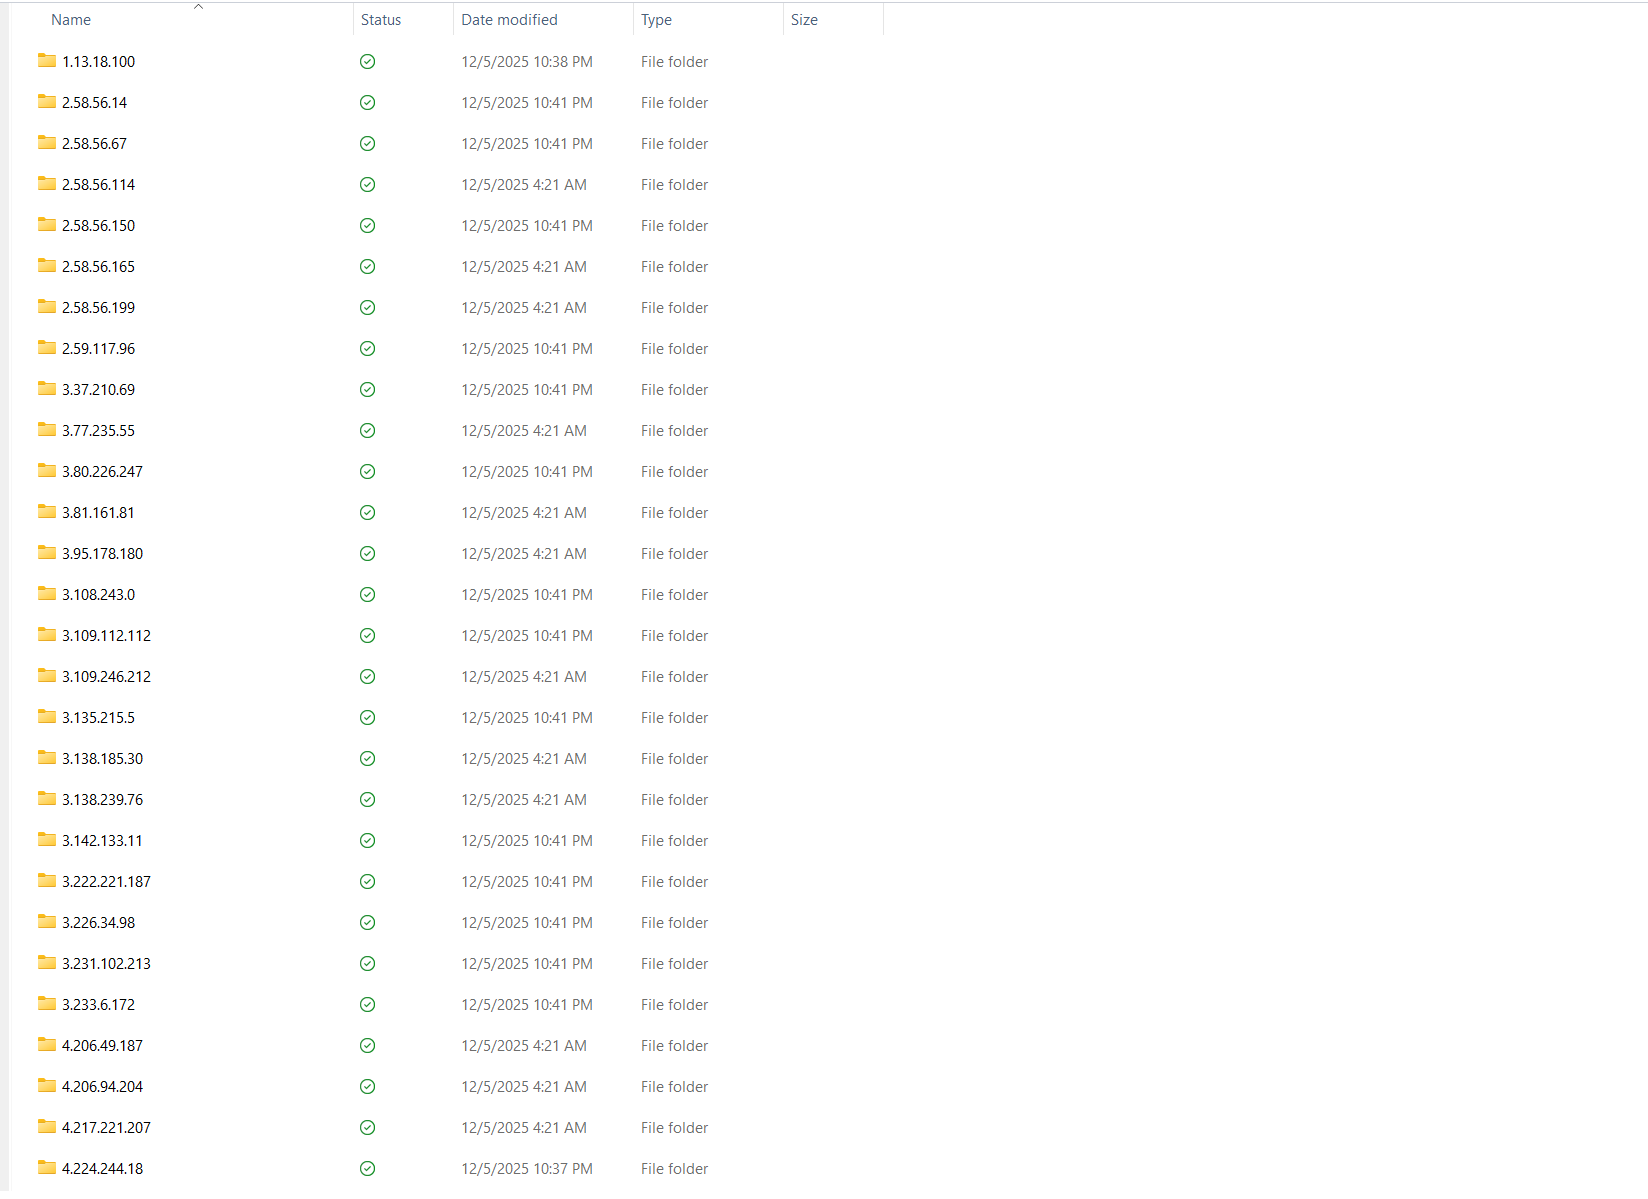 Name Status Date modified Type Size
1.13.18.100 12/5/2025 10:38 PM File folder
2.58.56.14 12/5/2025 10:41 PM File folder
2.58.56.67 12/5/2025 10:41 PM File folder
2.58.56.114 12/5/2025 4:21 AM File folder
2.58.56.150 12/5/2025 10:41 PM File folder
2.58.56.165 12/5/2025 4:21 AM File folder
2.58.56.199 12/5/2025 4:21 AM File folder
2.59.117.96 12/5/2025 10:41 PM File folder
3.37.210.69 12/5/2025 10:41 PM File folder
3.77.235.55 12/5/2025 4:21 AM File folder
3.80.226.247 12/5/2025 10:41 PM File folder
3.81.161.81 12/5/2025 4:21 AM File folder
3.95.178.180 12/5/2025 4:21 AM File folder
3.108.243.0 12/5/2025 10:41 PM File folder
3.109.112.112 12/5/2025 10:41 PM File folder
3.109.246.212 12/5/2025 4:21 AM File folder
3.135.215.5 12/5/2025 10:41 PM File folder
3.138.185.30 12/5/2025 4:21 AM File folder
3.138.239.76 12/5/2025 4:21 AM File folder
3.142.133.11 12/5/2025 10:41 PM File folder
3.222.221.187 12/5/2025 10:41 PM File folder
3.226.34.98 12/5/2025 10:41 PM File folder
3.231.102.213 12/5/2025 10:41 PM File folder
3.233.6.172 12/5/2025 10:41 PM File folder
4.206.49.187 12/5/2025 4:21 AM File folder
4.206.94.204 12/5/2025 4:21 AM File folder
4.217.221.207 12/5/2025 4:21 AM File folder
4.224.244.18 12/5/2025 10:37 PM File folder